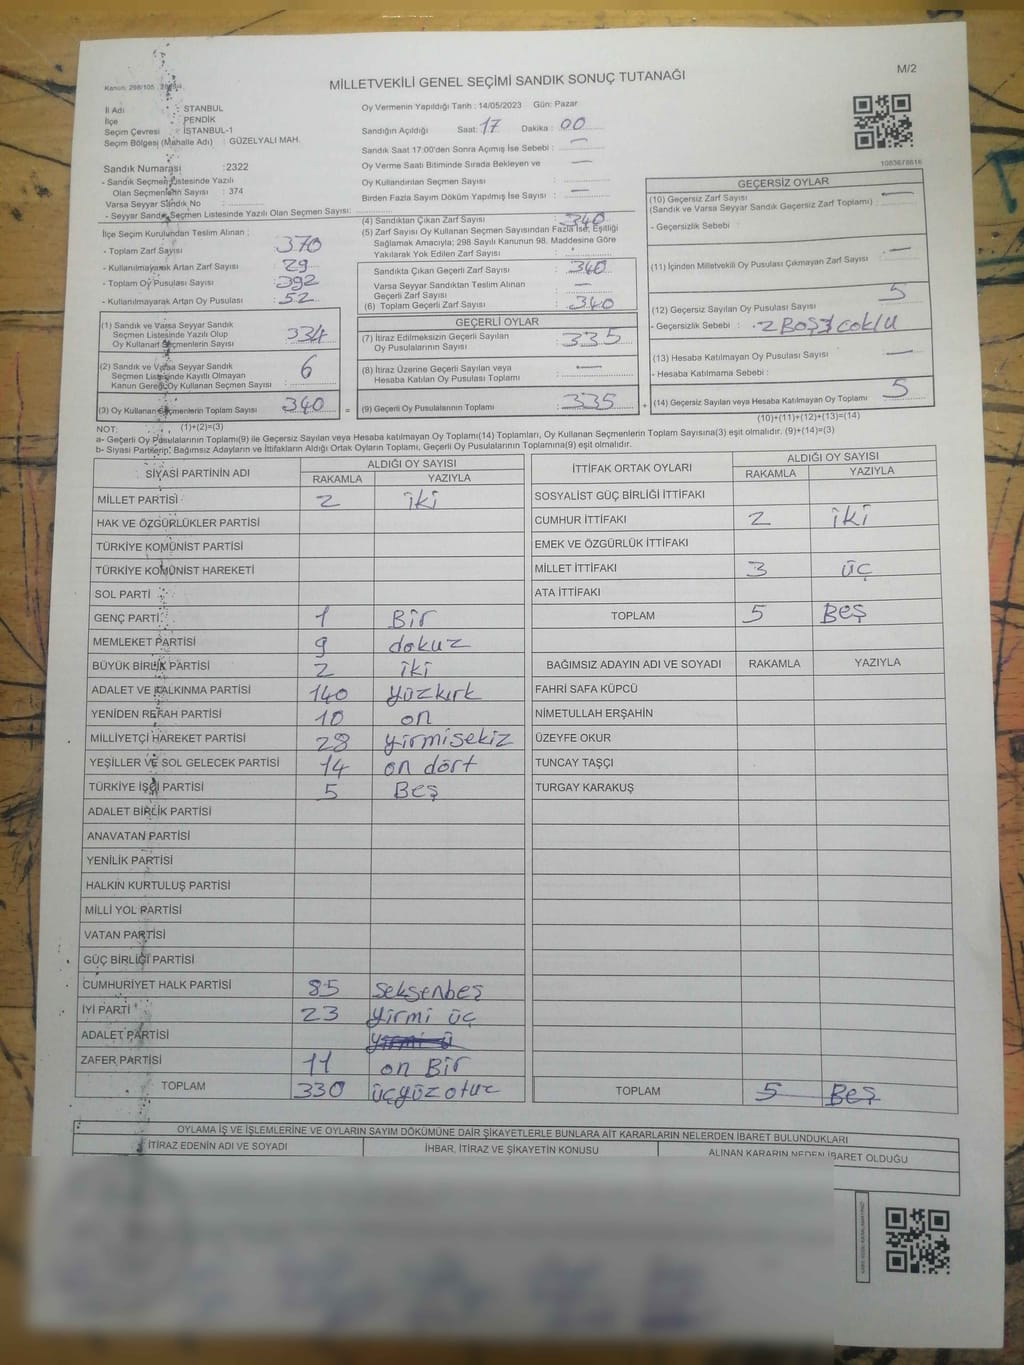 Kanun: 298/105
MİLLETVEKİLİ GENEL SEÇİMİ SANDIK SONUÇ TUTANAĞI
M/2
İl Adı : İSTANBUL
İlçe : PENDİK
Seçim Çevresi : İSTANBUL-1
Seçim Bölgesi (Mahalle Adı) : GÜZELYALI MAH.
Sandık Numarası : 2322
- Sandık Seçmen Listesinde Yazılı
Olan Seçmenlerin Sayısı : 374
Varsa Seyyar Sandık No :
- Seyyar Sandık Seçmen Listesinde Yazılı Olan Seçmen Sayısı:
İlçe Seçim Kurulundan Teslim Alınan :
- Toplam Zarf Sayısı : 370
- Kullanılmayarak Artan Zarf Sayısı : 29
- Toplam Oy Pusulası Sayısı : 392
- Kullanılmayarak Artan Oy Pusulası : 52
(1) Sandık ve Varsa Seyyar Sandık
Seçmen Listesinde Yazılı Olup
Oy Kullanan Seçmenlerin Sayısı : 334
(2) Sandık ve Varsa Seyyar Sandık
Seçmen Listesinde Kayıtlı Olmayan
Kanun Gereği Oy Kullanan Seçmen Sayısı : 6
(3) Oy Kullanan Seçmenlerin Toplam Sayısı : 340 =
(1)+(2)=(3)
Oy Vermenin Yapıldığı Tarih : 14/05/2023 Gün: Pazar
Sandığın Açıldığı Saat: 17 Dakika : 00
Sandık Saat 17:00'den Sonra Açımış İse Sebebi : —
Oy Verme Saati Bitiminde Sırada Bekleyen ve —
Oy Kullandırılan Seçmen Sayısı :
Birden Fazla Sayım Döküm Yapılmış İse Sayısı : —
(4) Sandıktan Çıkan Zarf Sayısı : 340
(5) Zarf Sayısı Oy Kullanan Seçmen Sayısından Fazla İse, Eşitliği
Sağlamak Amacıyla; 298 Sayılı Kanunun 98. Maddesine Göre
Yakılarak Yok Edilen Zarf Sayısı :
Sandıkta Çıkan Geçerli Zarf Sayısı : 340
Varsa Seyyar Sandıktan Teslim Alınan
Geçerli Zarf Sayısı : —
(6) Toplam Geçerli Zarf Sayısı : 340
GEÇERLİ OYLAR
(7) İtiraz Edilmeksizin Geçerli Sayılan
Oy Pusulalarının Sayısı : 335
(8) İtiraz Üzerine Geçerli Sayılan veya
Hesaba Katılan Oy Pusulası Toplamı : —
(9) Geçerli Oy Pusulalarının Toplamı : 335 +
1083678616
GEÇERSİZ OYLAR
(10) Geçersiz Zarf Sayısı
(Sandık ve Varsa Seyyar Sandık Geçersiz Zarf Toplamı) : —
- Geçersizlik Sebebi :
(11) İçinden Milletvekili Oy Pusulası Çıkmayan Zarf Sayısı : —
(12) Geçersiz Oy Pusulası Sayısı : 5
- Geçersizlik Sebebi : 2 BOŞ 3 ÇOKLU
(13) Hesaba Katılmayan Oy Pusulası Sayısı : —
- Hesaba Katılmama Sebebi :
(14) Geçersiz Sayılan veya Hesaba Katılmayan Oy Toplamı : 5
(10)+(11)+(12)+(13)=(14)
NOT:
a- Geçerli Oy Pusulalarının Toplamı(9) ile Geçersiz Sayılan veya Hesaba katılmayan Oy Toplamı(14) Toplamları, Oy Kullanan Seçmenlerin Toplam Sayısına(3) eşit olmalıdır. (9)+(14)=(3)
b- Siyasi Partilerin, Bağımsız Adayların ve İttifakların Aldığı Ortak Oyların Toplamı, Geçerli Oy Pusulalarının Toplamına(9) eşit olmalıdır.
SİYASİ PARTİNİN ADI ALDIĞI OY SAYISI
RAKAMLA YAZIYLA
MİLLET PARTİSİ 2 iki
HAK VE ÖZGÜRLÜKLER PARTİSİ
TÜRKİYE KOMÜNİST PARTİSİ
TÜRKİYE KOMÜNİST HAREKETİ
SOL PARTİ
GENÇ PARTİ 1 Bir
MEMLEKET PARTİSİ 9 dokuz
BÜYÜK BİRLİK PARTİSİ 2 iki
ADALET VE KALKINMA PARTİSİ 140 yüzkırk
YENİDEN REFAH PARTİSİ 10 on
MİLLİYETÇİ HAREKET PARTİSİ 28 yirmisekiz
YEŞİLLER VE SOL GELECEK PARTİSİ 14 on dört
TÜRKİYE İŞÇİ PARTİSİ 5 Beş
ADALET BİRLİK PARTİSİ
ANAVATAN PARTİSİ
YENİLİK PARTİSİ
HALKIN KURTULUŞ PARTİSİ
MİLLİ YOL PARTİSİ
VATAN PARTİSİ
GÜÇ BİRLİĞİ PARTİSİ
CUMHURİYET HALK PARTİSİ 85 seksenbeş
İYİ PARTİ 23 yirmi üç
ADALET PARTİSİ yirmi ü
ZAFER PARTİSİ 11 on Bir
TOPLAM 330 üçyüzotuz
İTTİFAK ORTAK OYLARI ALDIĞI OY SAYISI
RAKAMLA YAZIYLA
SOSYALİST GÜÇ BİRLİĞİ İTTİFAKI
CUMHUR İTTİFAKI 2 iki
EMEK VE ÖZGÜRLÜK İTTİFAKI
MİLLET İTTİFAKI 3 üç
ATA İTTİFAKI
TOPLAM 5 Beş
BAĞIMSIZ ADAYIN ADI VE SOYADI RAKAMLA YAZIYLA
FAHRİ SAFA KÜPCÜ
NİMETULLAH ERŞAHİN
ÜZEYFE OKUR
TUNCAY TAŞÇI
TURGAY KARAKUŞ
TOPLAM 5 Beş
OYLAMA İŞ VE İŞLEMLERİNE VE OYLARIN SAYIM DÖKÜMÜNE DAİR ŞİKAYETLERLE BUNLARA AİT KARARLARIN NELERDEN İBARET BULUNDUKLARI
İTİRAZ EDENİN ADI VE SOYADI İHBAR, İTİRAZ VE ŞİKAYETİN KONUSU ALINAN KARARIN NEDEN İBARET OLDUĞU